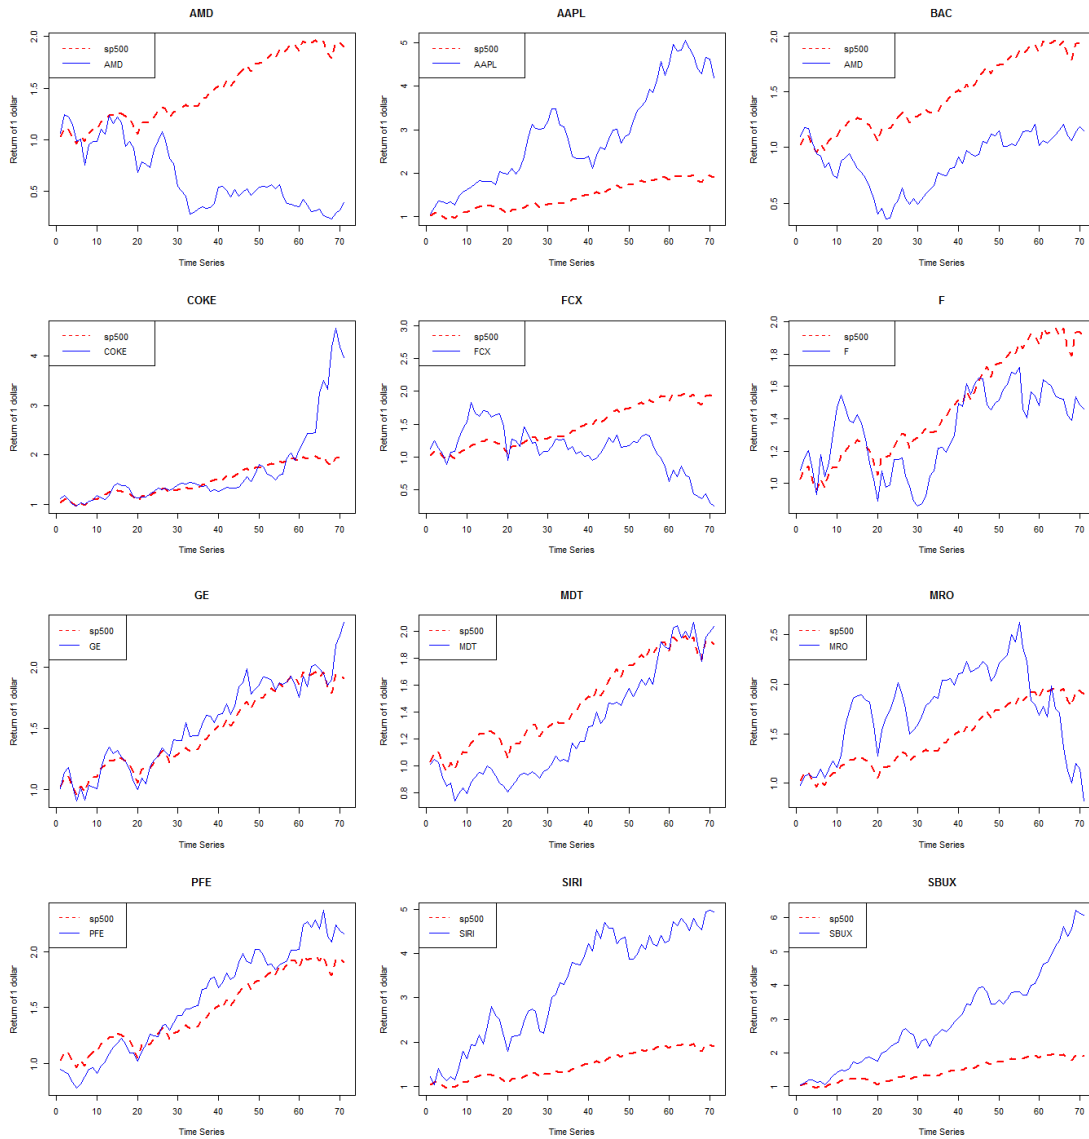 AMD
sp500
AMD
Return of 1 dollar
2.0
1.5
1.0
0.5
0 10 20 30 40 50 60 70
Time Series
AAPL
sp500
AAPL
Return of 1 dollar
5
4
3
2
1
0 10 20 30 40 50 60 70
Time Series
BAC
sp500
AMD
Return of 1 dollar
2.0
1.5
1.0
0.5
0 10 20 30 40 50 60 70
Time Series
COKE
sp500
COKE
Return of 1 dollar
4
3
2
1
0 10 20 30 40 50 60 70
Time Series
FCX
sp500
FCX
Return of 1 dollar
3.0
2.5
2.0
1.5
1.0
0.5
0 10 20 30 40 50 60 70
Time Series
F
sp500
F
Return of 1 dollar
2.0
1.8
1.6
1.4
1.2
1.0
0 10 20 30 40 50 60 70
Time Series
GE
sp500
GE
Return of 1 dollar
2.0
1.5
1.0
0 10 20 30 40 50 60 70
Time Series
MDT
sp500
MDT
Return of 1 dollar
2.0
1.8
1.6
1.4
1.2
1.0
0.8
0 10 20 30 40 50 60 70
Time Series
MRO
sp500
MRO
Return of 1 dollar
2.5
2.0
1.5
1.0
0 10 20 30 40 50 60 70
Time Series
PFE
sp500
PFE
Return of 1 dollar
2.0
1.5
1.0
0 10 20 30 40 50 60 70
Time Series
SIRI
sp500
SIRI
Return of 1 dollar
5
4
3
2
1
0 10 20 30 40 50 60 70
Time Series
SBUX
sp500
SBUX
Return of 1 dollar
6
5
4
3
2
1
0 10 20 30 40 50 60 70
Time Series